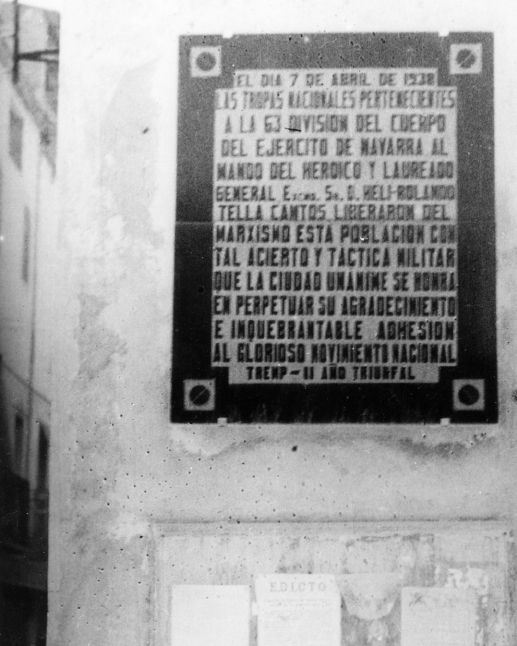 EL DIA 7 DE ABRIL DE 1938
LAS TROPAS NACIONALES PERTENECIENTES
A LA 63 DIVISION DEL CUERPO
DEL EJERCITO DE NAVARRA AL
MANDO DEL HEROICO Y LAUREADO
GENERAL EXCMO. SR. D. HELI-ROLANDO
TELLA CANTOS LIBERARON DEL
MARXISMO ESTA POBLACION CON
TAL ACIERTO Y TACTICA MILITAR
QUE LA CIUDAD UNANIME SE HONRA
EN PERPETUAR SU AGRADECIMIENTO
E INQUEBRANTABLE ADHESION
AL GLORIOSO MOVIMIENTO NACIONAL
TREMP - II AÑO TRIUNFAL
EDICTO